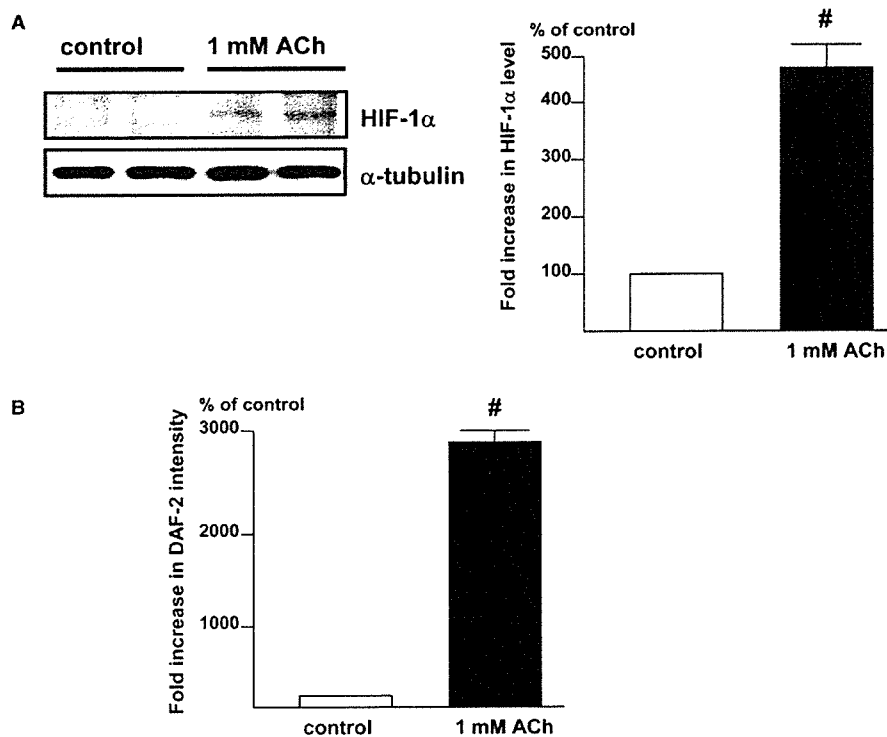 A
control
1 mM ACh
HIF-1α
α-tubulin
% of control
#
Fold increase in HIF-1α level
500
400
300
200
100
control
1 mM ACh
B
% of control
#
Fold increase in DAF-2 intensity
3000
2000
1000
control
1 mM ACh